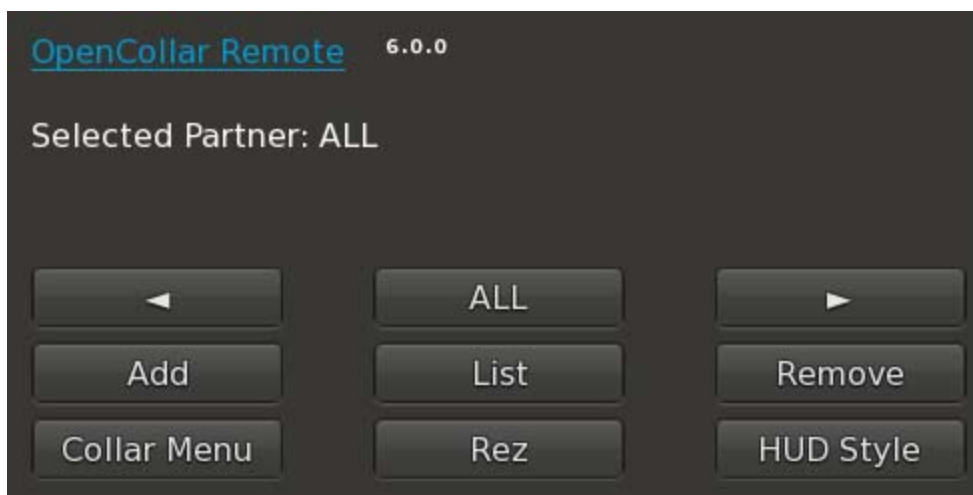 OpenCollar Remote 6.0.0
Selected Partner: ALL
◄ ALL ►
Add List Remove
Collar Menu Rez HUD Style